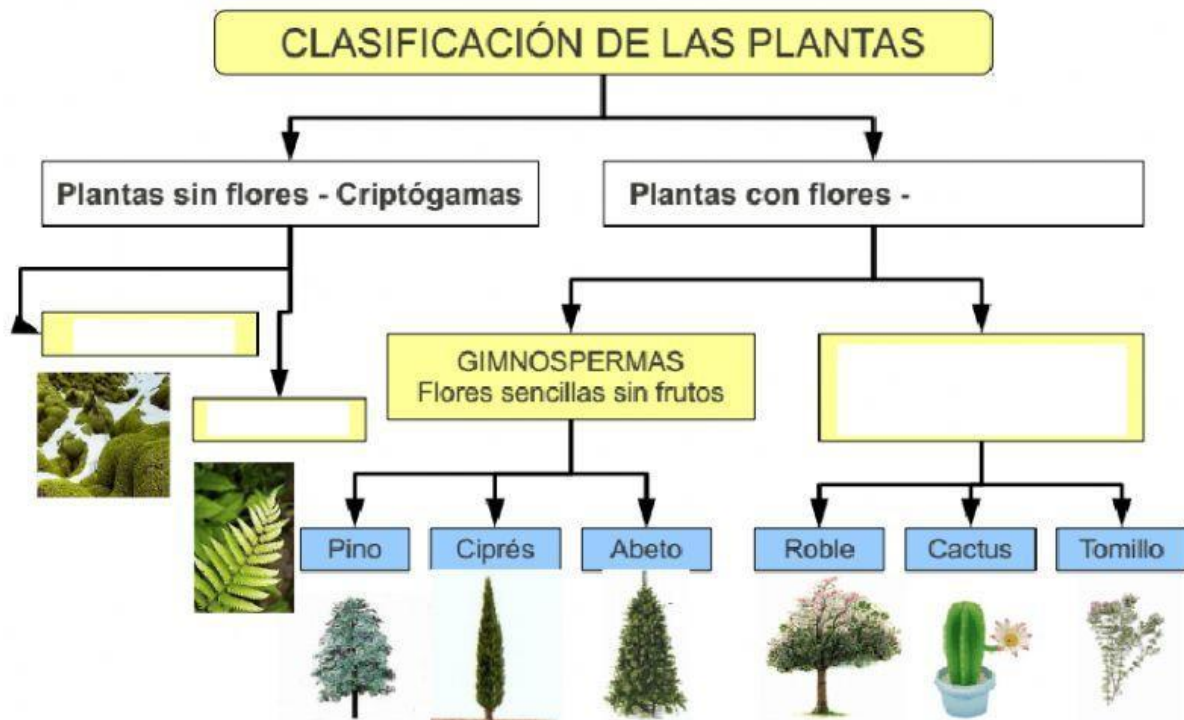 CLASIFICACIÓN DE LAS PLANTAS
Plantas sin flores - Criptógamas
Plantas con flores -
GIMNOSPERMAS
Flores sencillas sin frutos
Pino
Ciprés
Abeto
Roble
Cactus
Tomillo